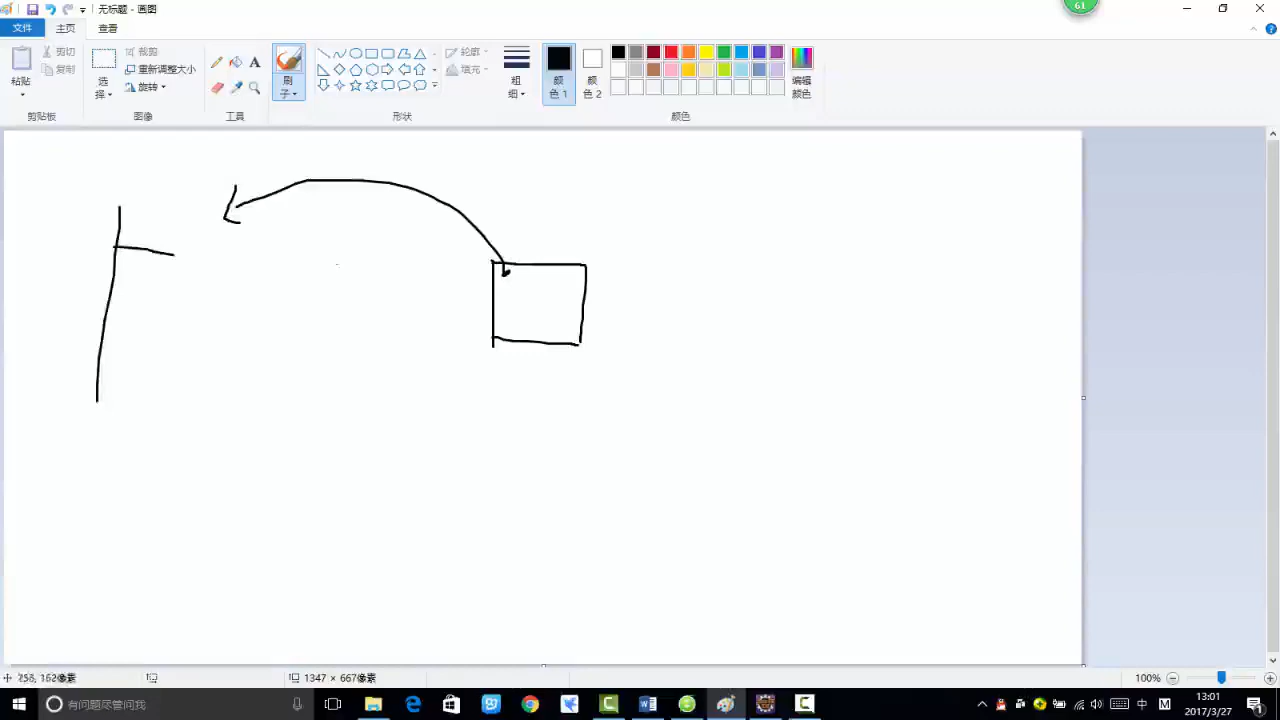 无标题 - 画图
61
文件 主页 查看
粘贴
剪切
复制
剪贴板
选择
裁剪
重新调整大小
旋转
图像
A
工具
刷子
形状
轮廓
填充
粗细
颜色 1
颜色 2
颜色
编辑颜色
1347 × 667像素
100%
有问题尽管问我
中
M
13:01
2017/3/27